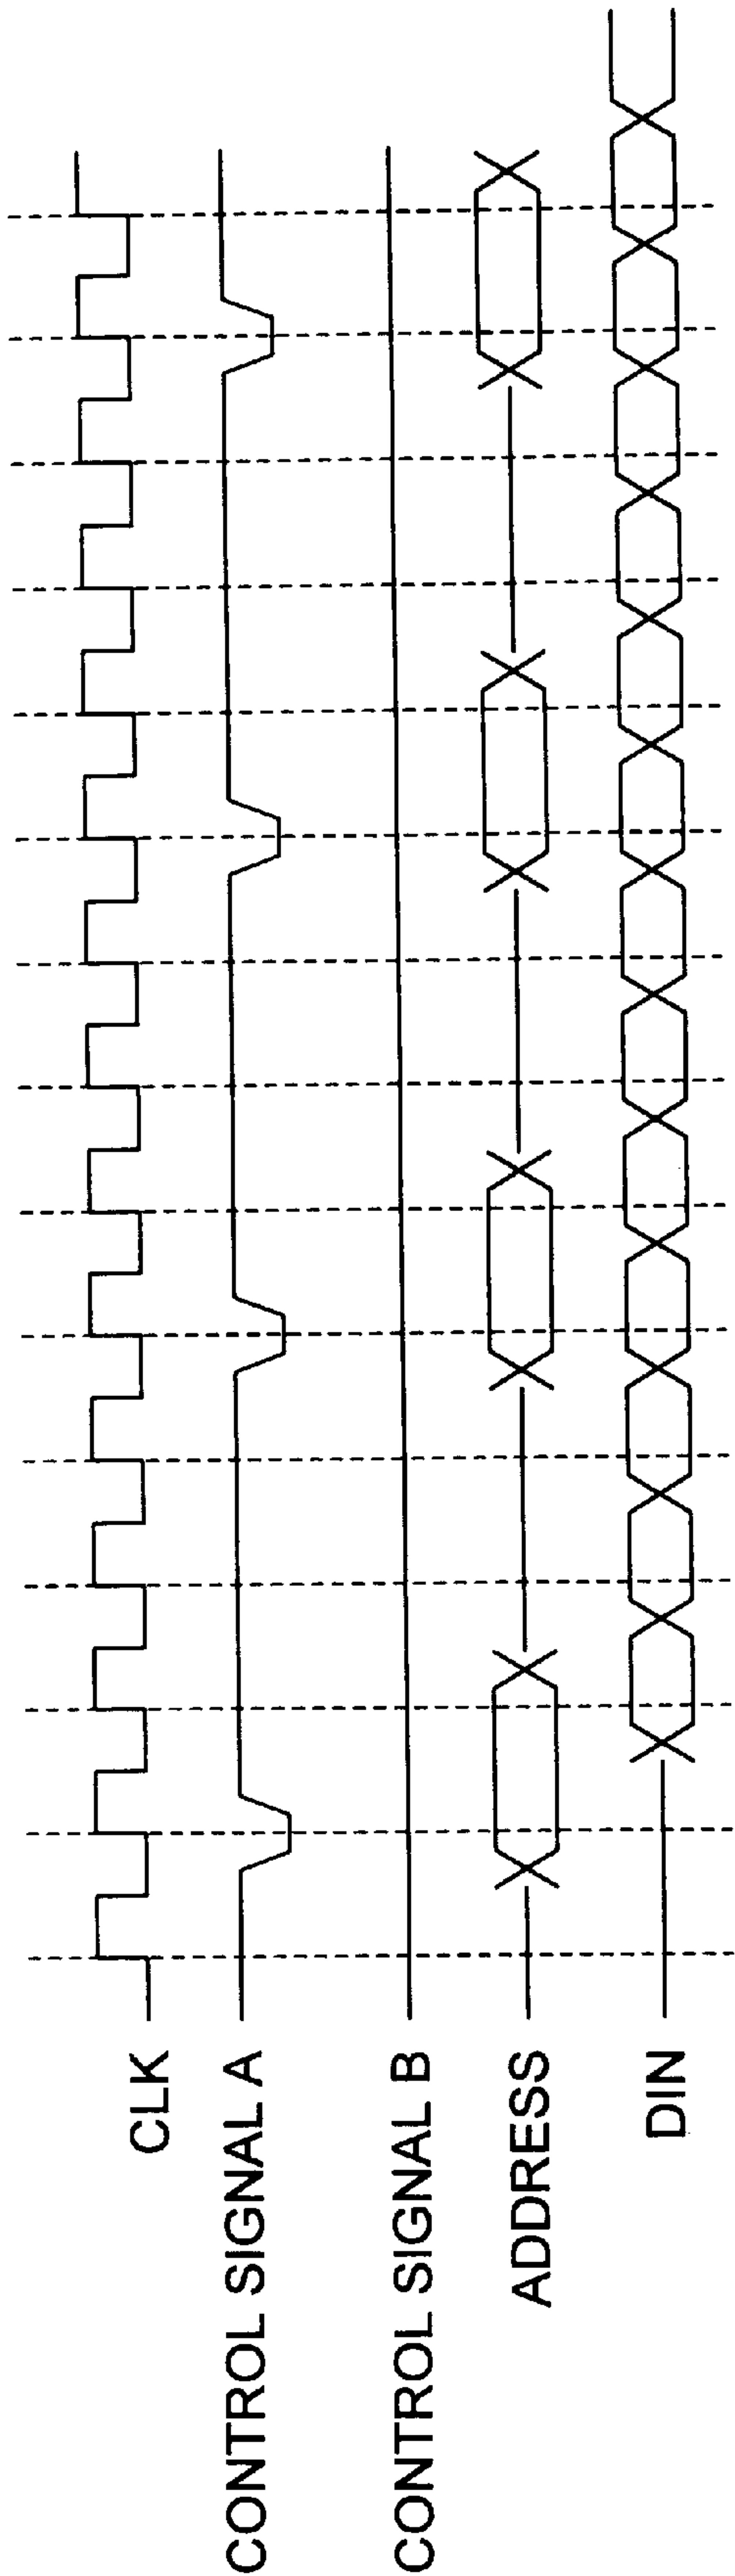 CLK
CONTROL SIGNAL A
CONTROL SIGNAL B
ADDRESS
DIN